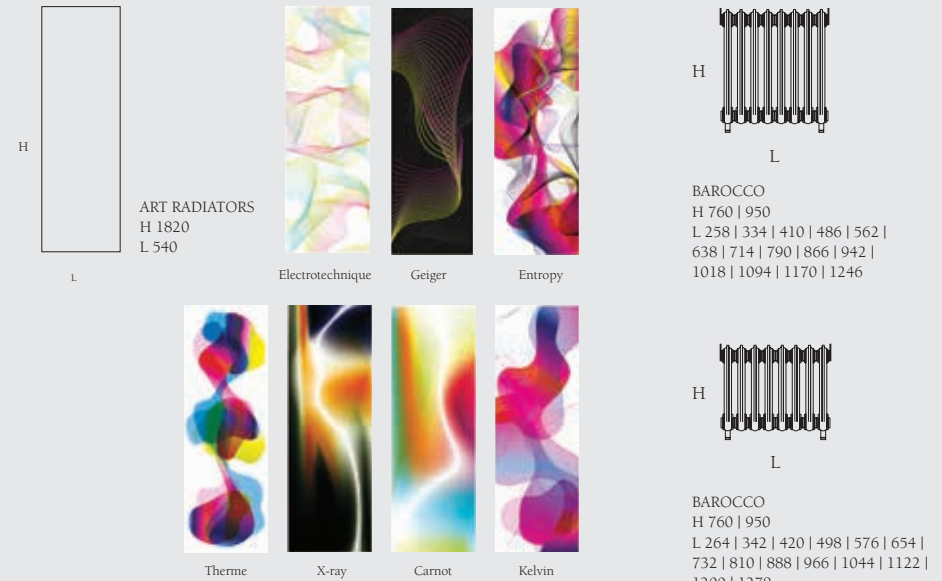 H
L
ART RADIATORS
H 1820
L 540
Electrotechnique
Geiger
Entropy
Therme
X-ray
Carnot
Kelvin
H
L
BAROCCO
H 760 | 950
L 258 | 334 | 410 | 486 | 562 |
638 | 714 | 790 | 866 | 942 |
1018 | 1094 | 1170 | 1246
H
L
BAROCCO
H 760 | 950
L 264 | 342 | 420 | 498 | 576 | 654 |
732 | 810 | 888 | 966 | 1044 | 1122 |
1200 | 1278